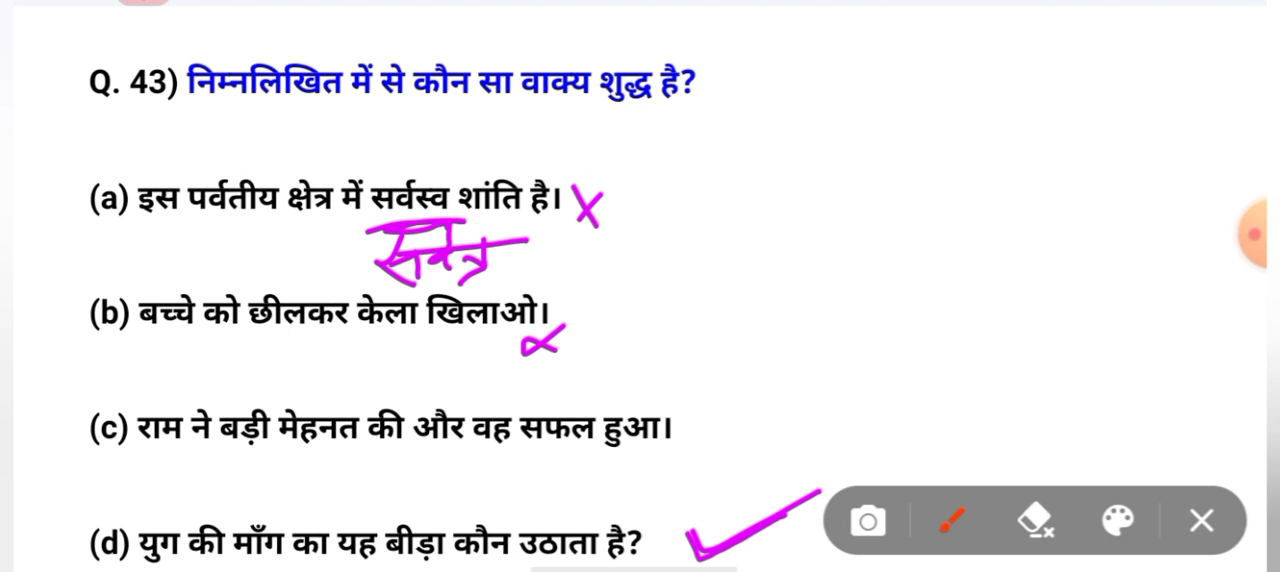 Q. 43) निम्नलिखित में से कौन सा वाक्य शुद्ध है?
(a) इस पर्वतीय क्षेत्र में सर्वस्व शांति है। X
सर्वत्र
(b) बच्चे को छीलकर केला खिलाओ।
(c) राम ने बड़ी मेहनत की और वह सफल हुआ।
(d) युग की माँग का यह बीड़ा कौन उठाता है?